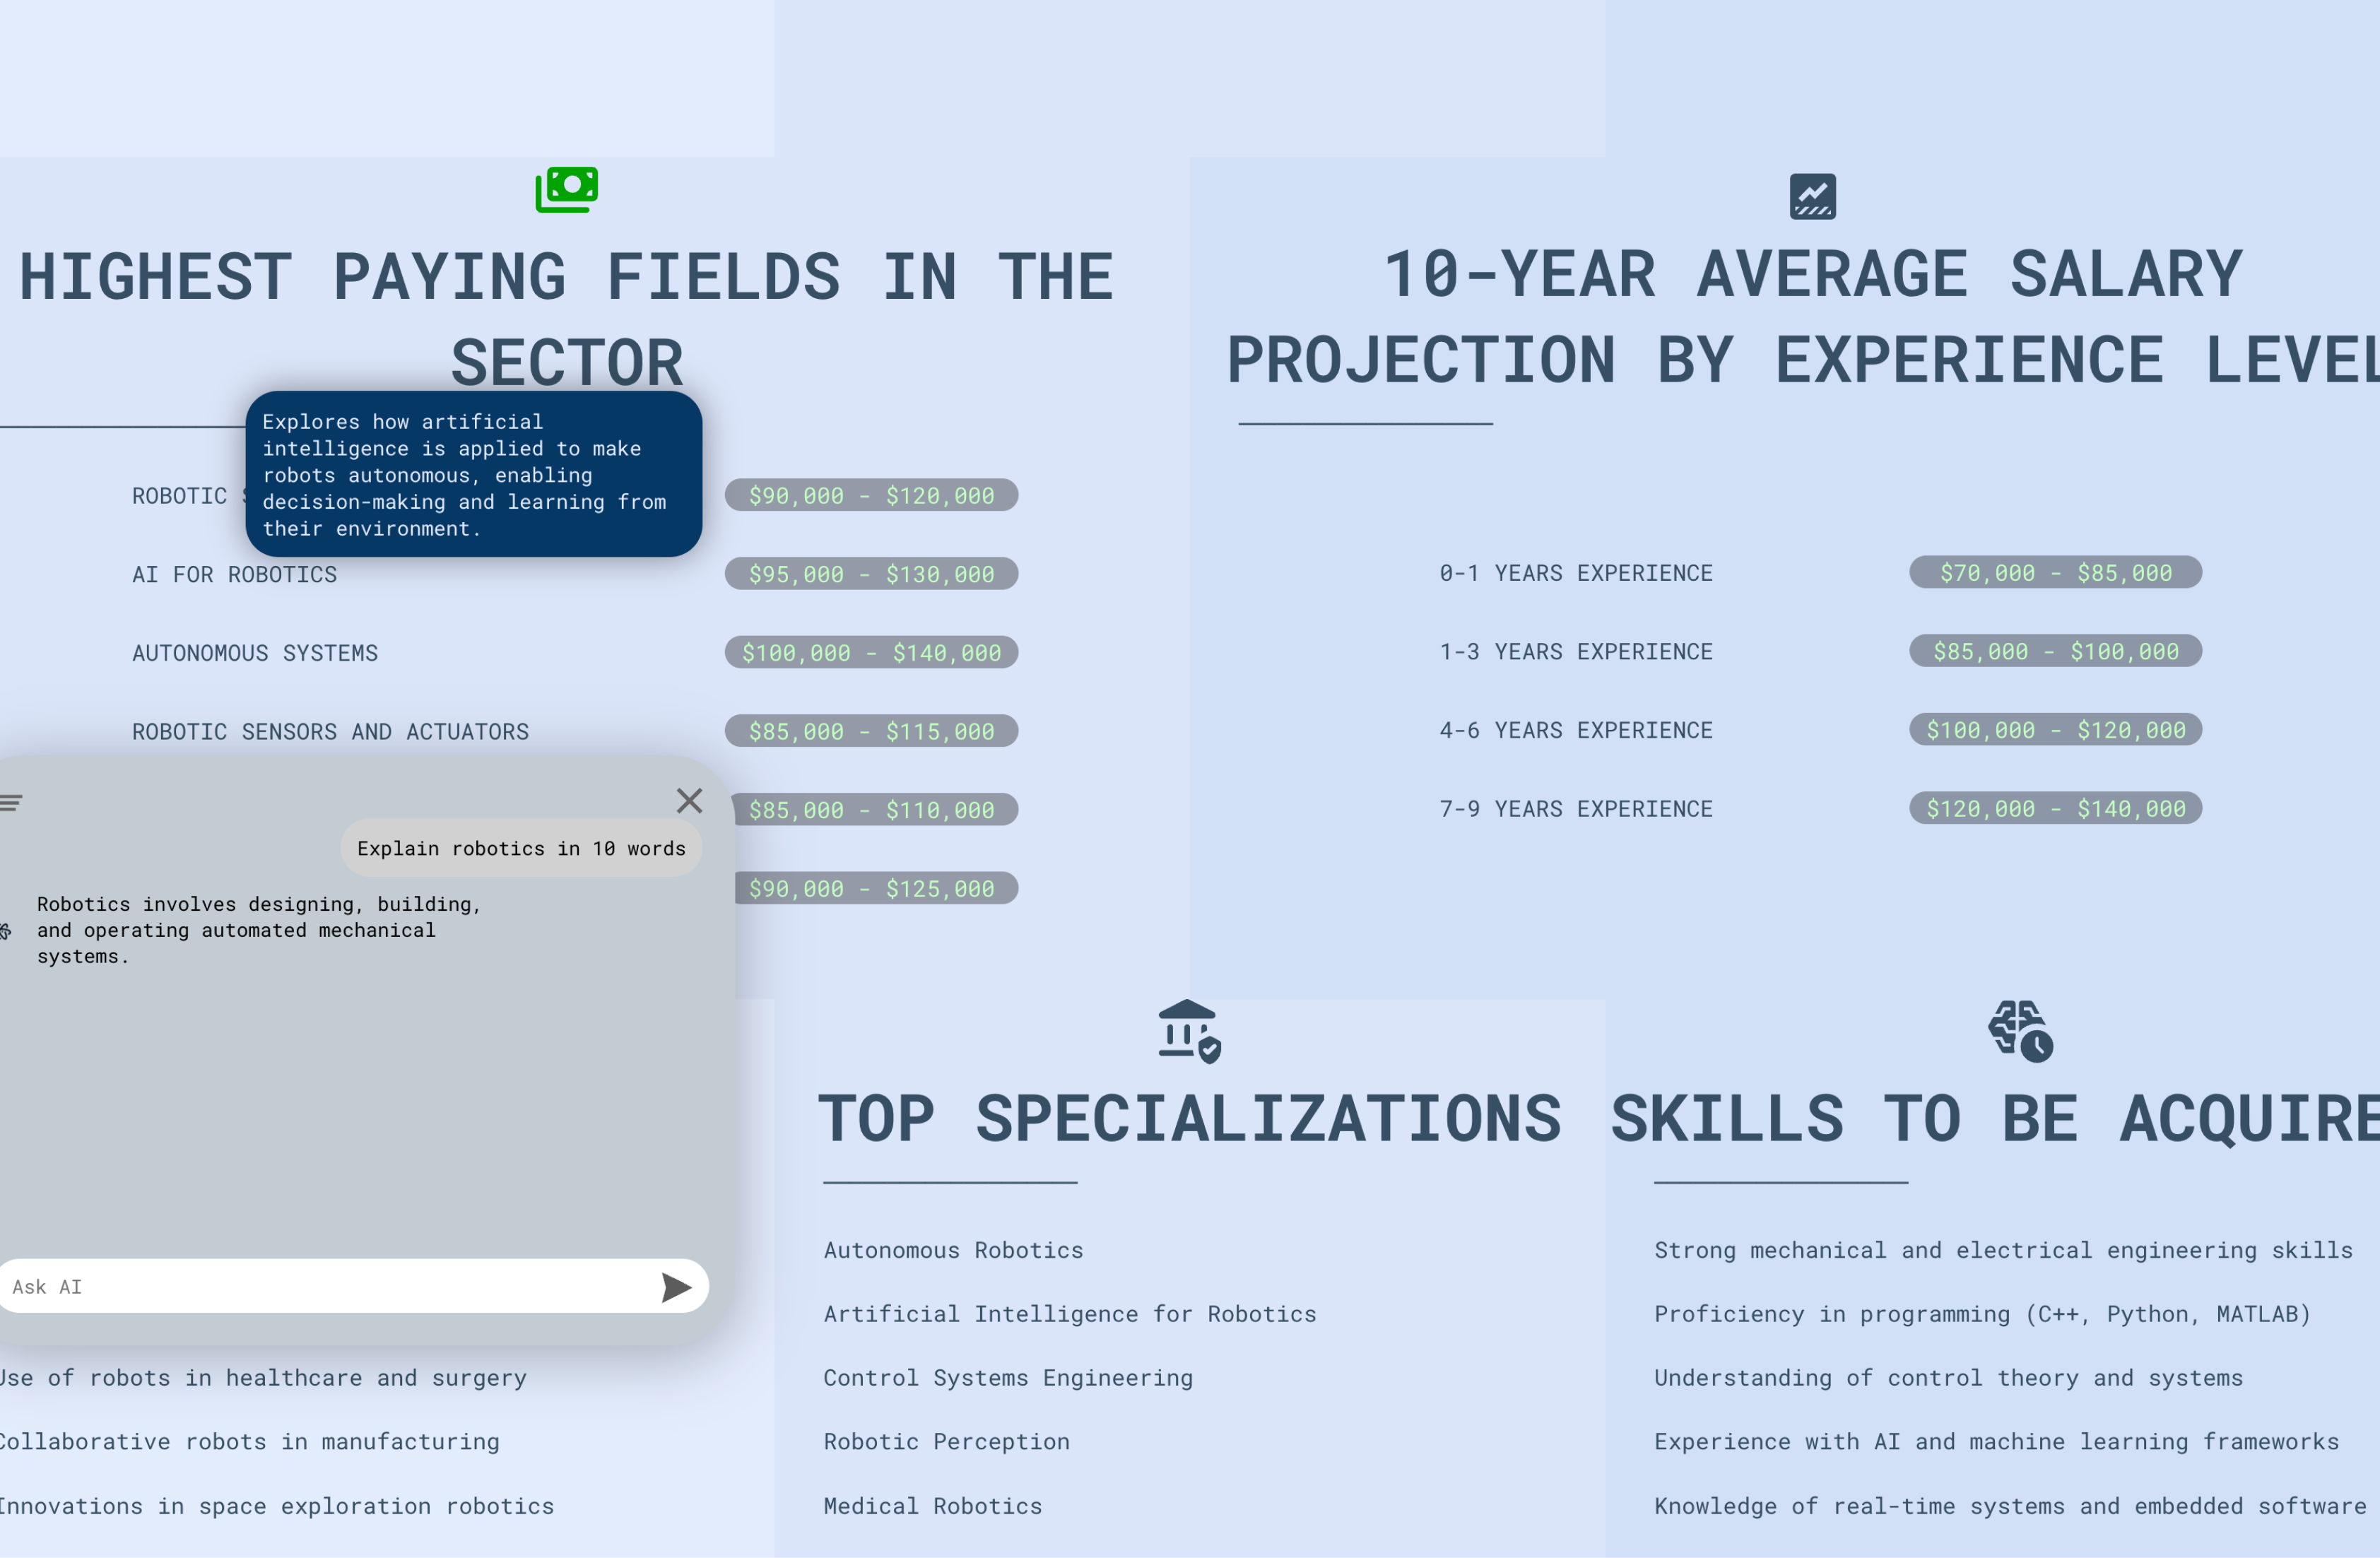 HIGHEST PAYING FIELDS IN THE
SECTOR
Explores how artificial
intelligence is applied to make
robots autonomous, enabling
decision-making and learning from
their environment.
ROBOTIC
$90,000 - $120,000
AI FOR ROBOTICS
$95,000 - $130,000
AUTONOMOUS SYSTEMS
$100,000 - $140,000
ROBOTIC SENSORS AND ACTUATORS
$85,000 - $115,000
$85,000 - $110,000
$90,000 - $125,000
10-YEAR AVERAGE SALARY
PROJECTION BY EXPERIENCE LEVEL
0-1 YEARS EXPERIENCE
$70,000 - $85,000
1-3 YEARS EXPERIENCE
$85,000 - $100,000
4-6 YEARS EXPERIENCE
$100,000 - $120,000
7-9 YEARS EXPERIENCE
$120,000 - $140,000
Explain robotics in 10 words
Robotics involves designing, building,
and operating automated mechanical
systems.
Ask AI
Use of robots in healthcare and surgery
Collaborative robots in manufacturing
Innovations in space exploration robotics
TOP SPECIALIZATIONS
Autonomous Robotics
Artificial Intelligence for Robotics
Control Systems Engineering
Robotic Perception
Medical Robotics
SKILLS TO BE ACQUIRE
Strong mechanical and electrical engineering skills
Proficiency in programming (C++, Python, MATLAB)
Understanding of control theory and systems
Experience with AI and machine learning frameworks
Knowledge of real-time systems and embedded software